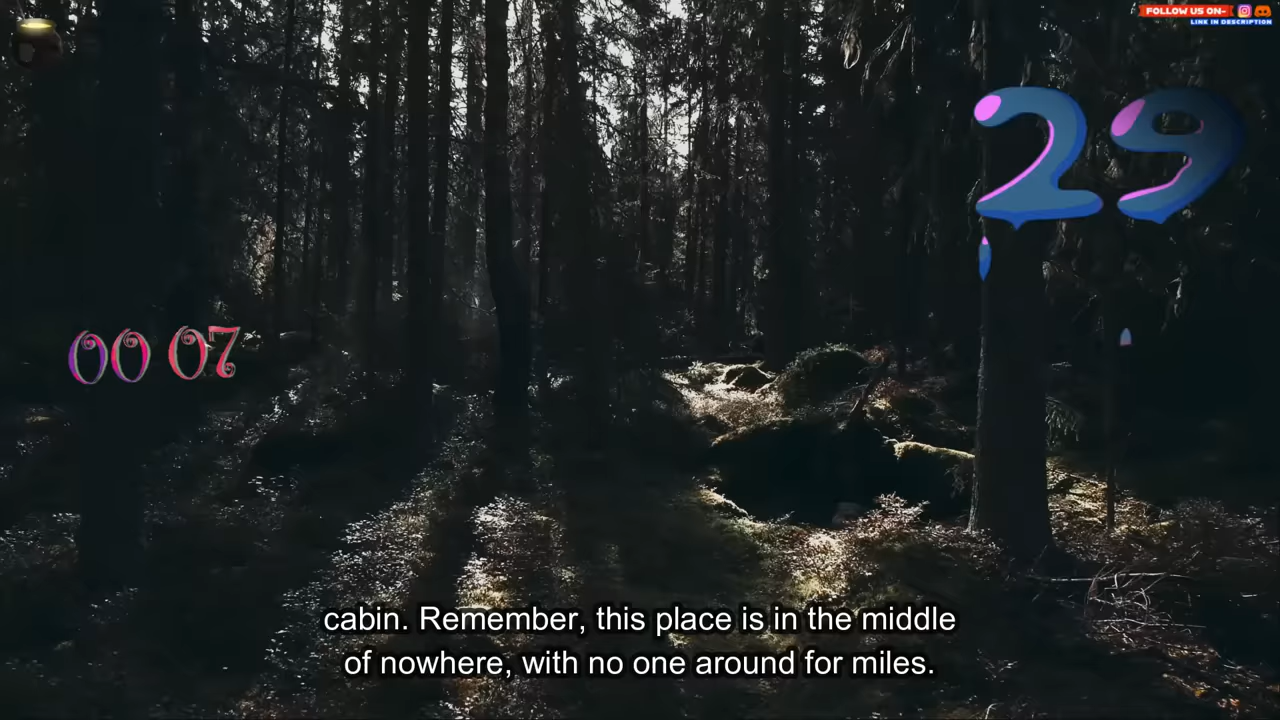 FOLLOW US ON-
LINK IN DESCRIPTION
29
00 07
cabin. Remember, this place is in the middle
of nowhere, with no one around for miles.